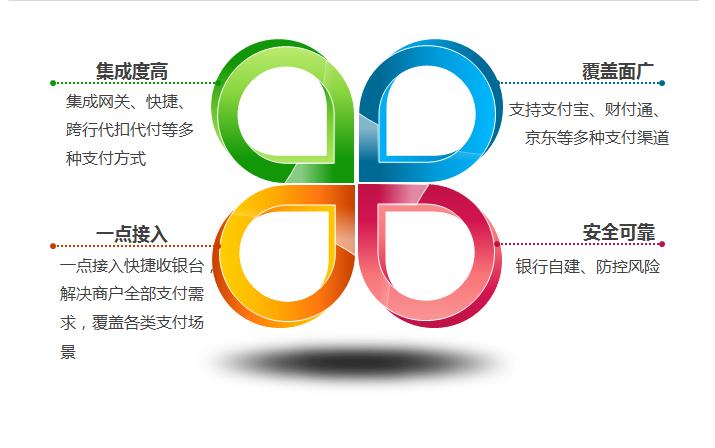 集成度高
集成网关、快捷、
跨行代扣代付等多
种支付方式
覆盖面广
支持支付宝、财付通、
京东等多种支付渠道
一点接入
一点接入快捷收银台，
解决商户全部支付需
求，覆盖各类支付场
景
安全可靠
银行自建、防控风险